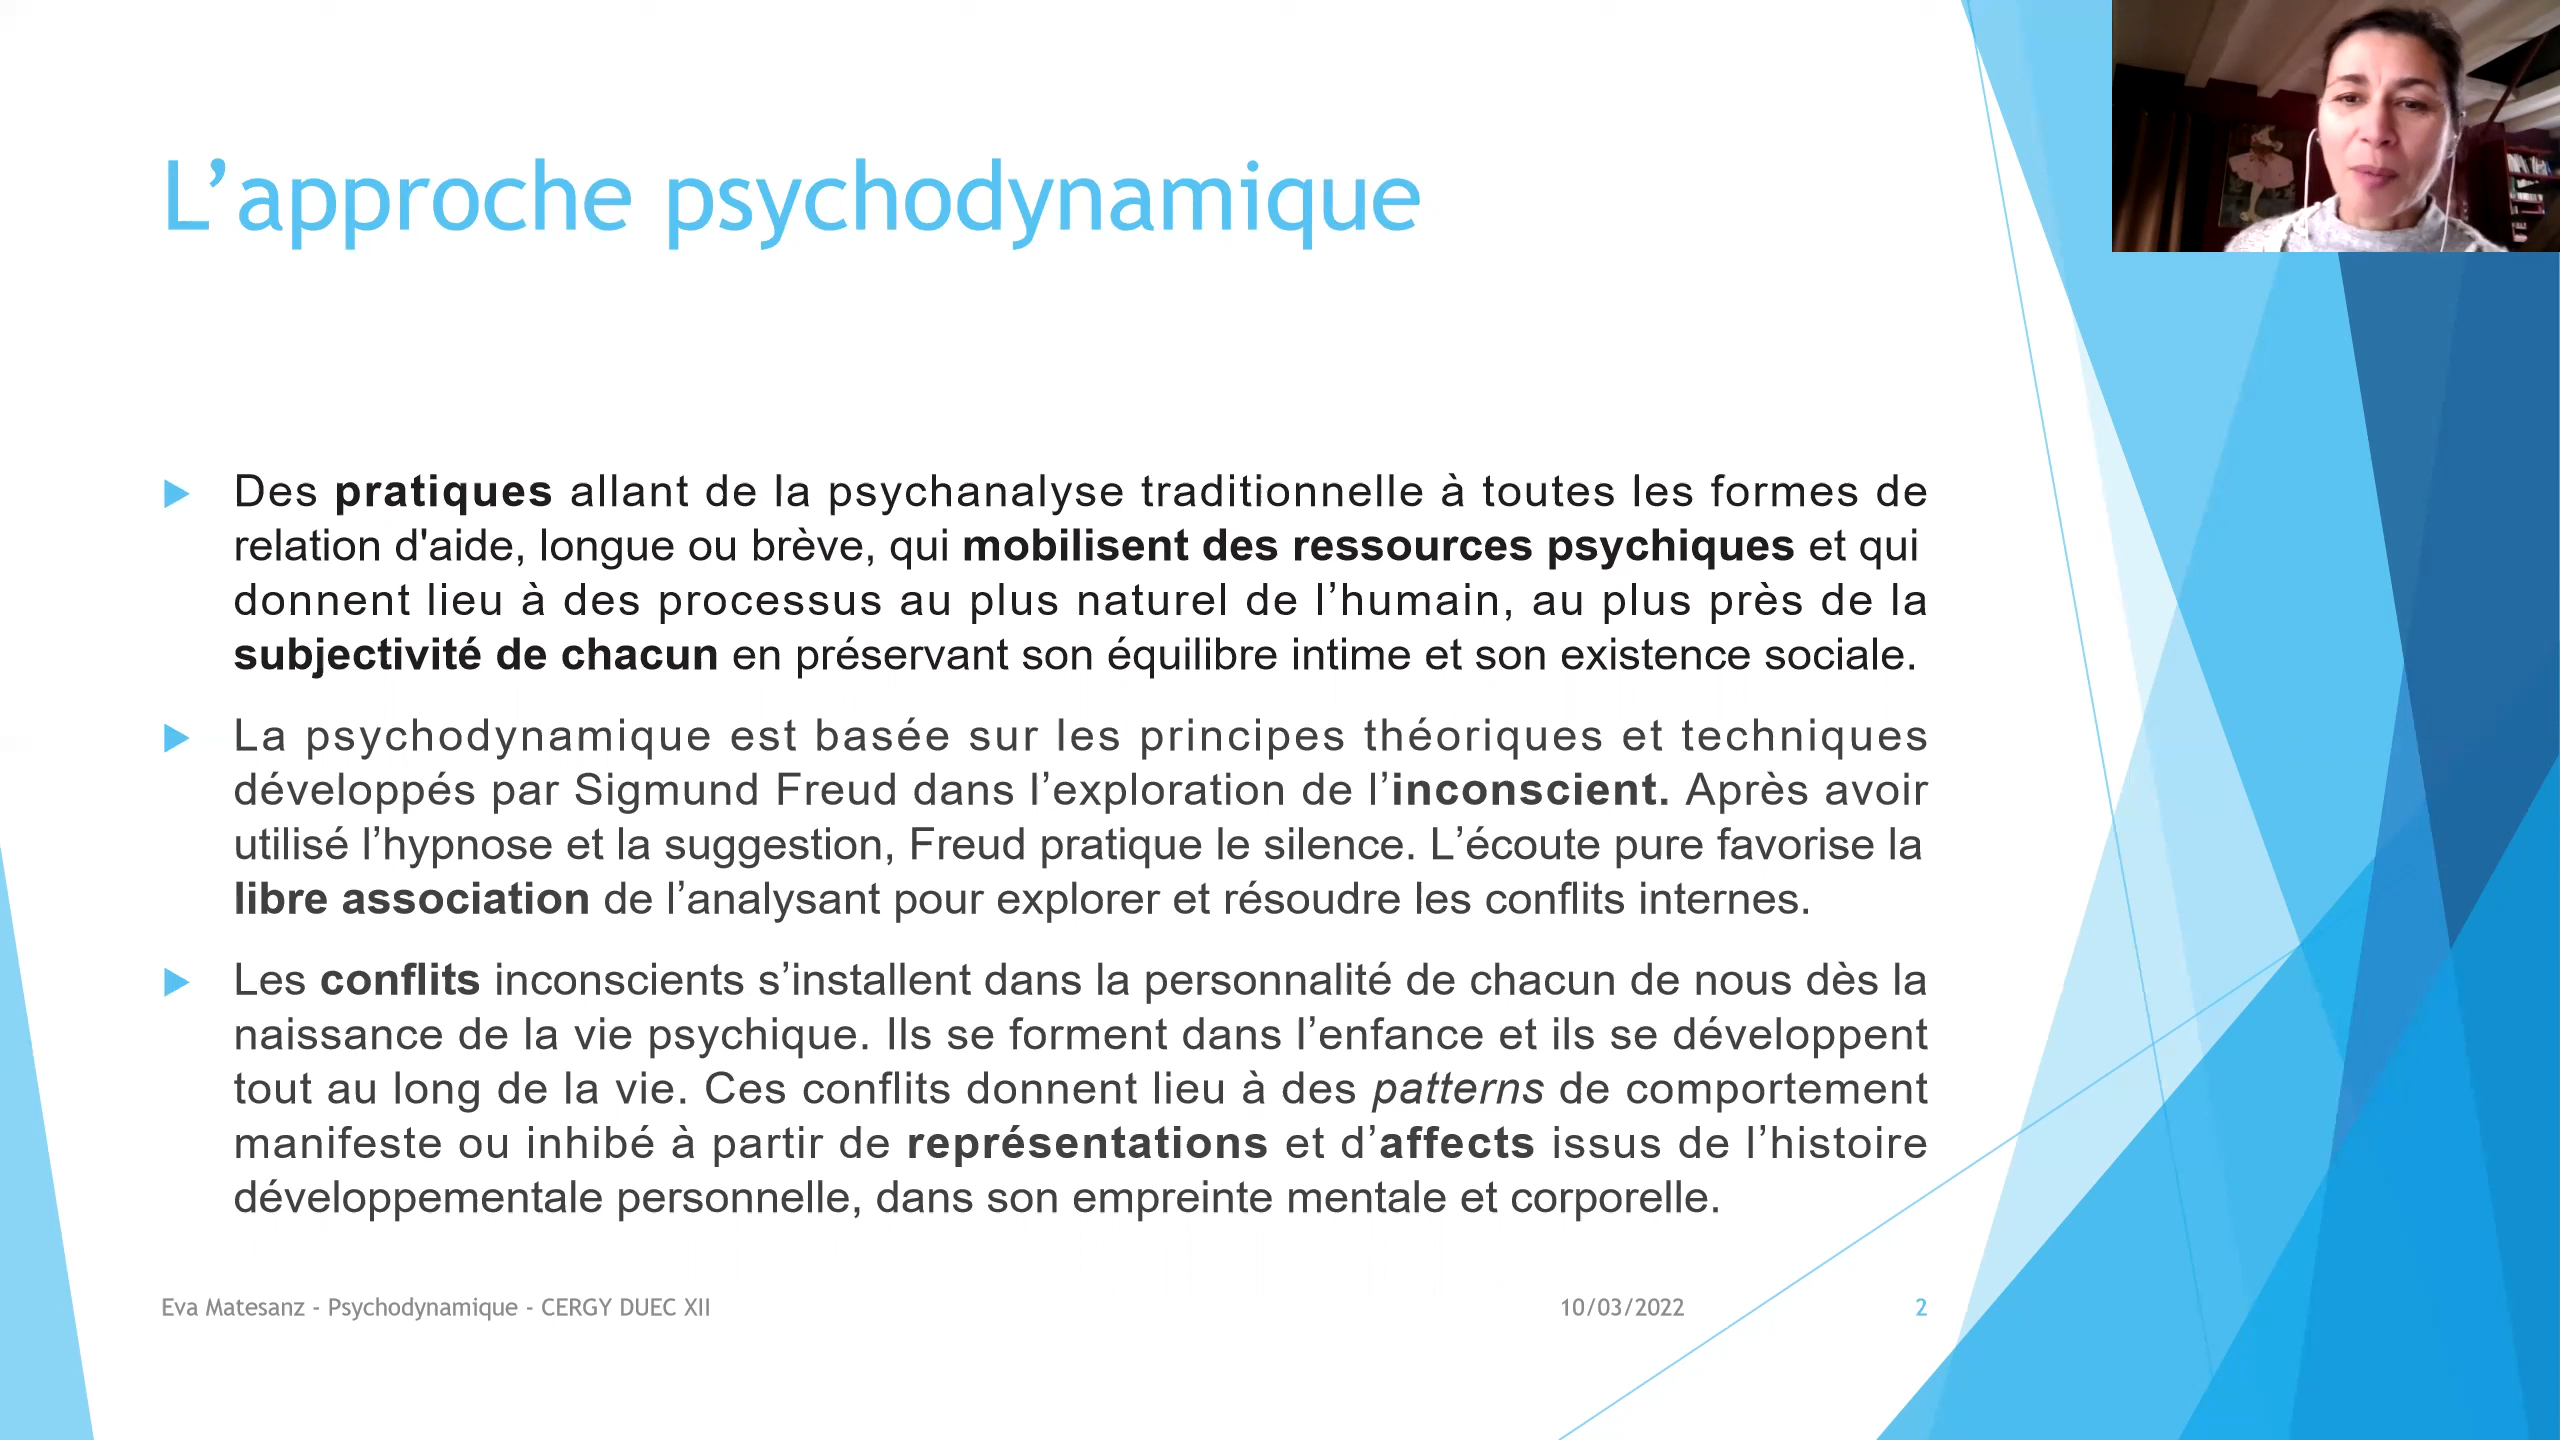 L’approche psychodynamique
Des pratiques allant de la psychanalyse traditionnelle à toutes les formes de
relation d'aide, longue ou brève, qui mobilisent des ressources psychiques et qui
donnent lieu à des processus au plus naturel de l’humain, au plus près de la
subjectivité de chacun en préservant son équilibre intime et son existence sociale.
La psychodynamique est basée sur les principes théoriques et techniques
développés par Sigmund Freud dans l’exploration de l’inconscient. Après avoir
utilisé l’hypnose et la suggestion, Freud pratique le silence. L’écoute pure favorise la
libre association de l’analysant pour explorer et résoudre les conflits internes.
Les conflits inconscients s’installent dans la personnalité de chacun de nous dès la
naissance de la vie psychique. Ils se forment dans l’enfance et ils se développent
tout au long de la vie. Ces conflits donnent lieu à des patterns de comportement
manifeste ou inhibé à partir de représentations et d’affects issus de l’histoire
développementale personnelle, dans son empreinte mentale et corporelle.
Eva Matesanz - Psychodynamique - CERGY DUEC XII
10/03/2022
2